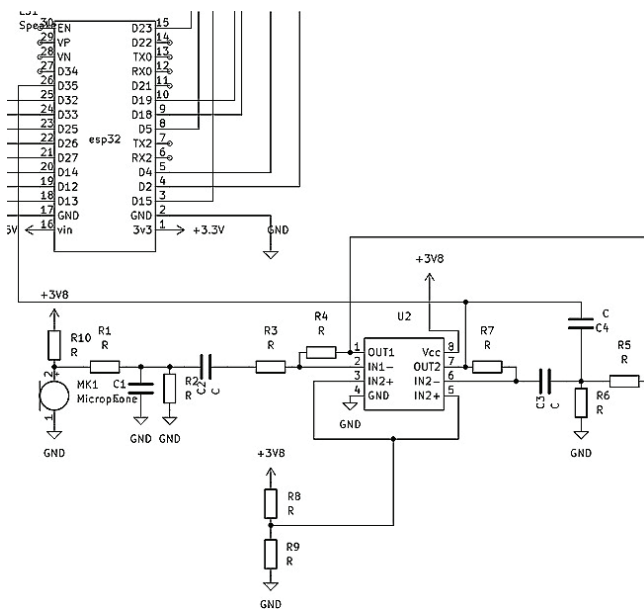 30 EN D23 15
29 VP D22 14
28 VN TX0 13
27 D34 RX0 12
26 D35 D21 11
25 D32 D19 10
24 D33 D18 9
23 D25 D5 8
esp32
22 D26 TX2 7
21 D27 RX2 6
20 D14 D4 5
19 D12 D2 4
18 D13 D15 3
17 GND GND 2
16 vin 3v3 1
+3.3V
GND
+3V8
+3V8
R10
R
R1
R
R3
R
R4
R
U2
1 OUT1 Vcc 8
2 IN1- OUT2 7
3 IN2+ IN2- 6
4 GND IN2+ 5
R7
R
C
C4
R5
R
2
MK1
1
C1
R2
R
C2
C
C3
C
R6
R
GND
GND
GND
GND
GND
+3V8
R8
R
R9
R
GND